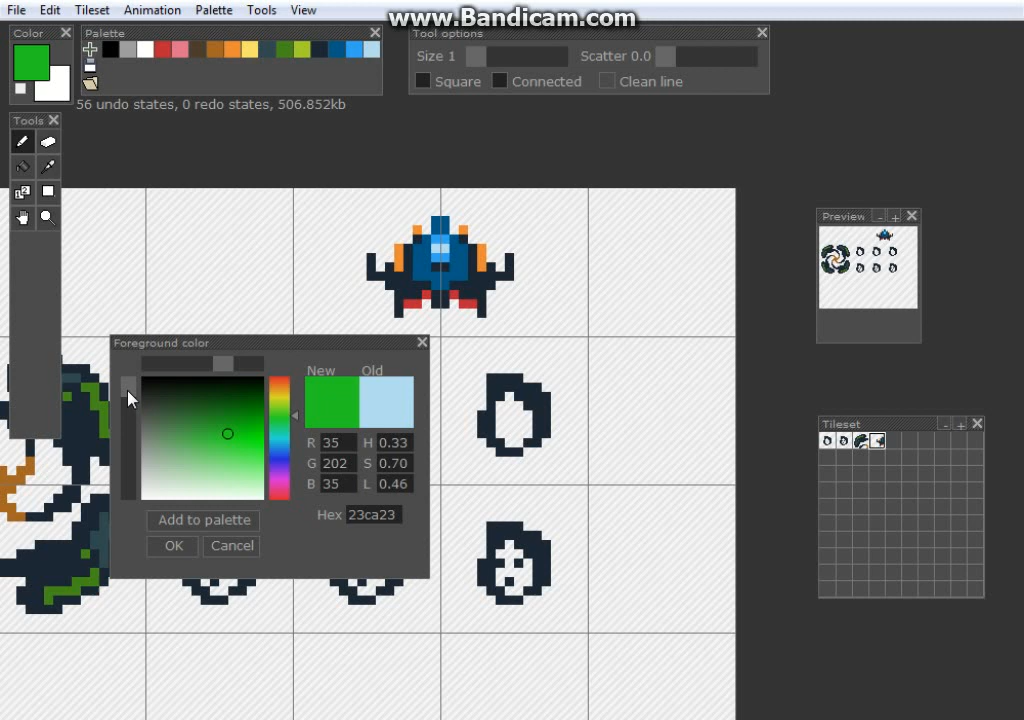 File Edit Tileset Animation Palette Tools View
www.Bandicam.com
Color
Palette
Tool options
Size 1
Scatter 0.0
Square
Connected
Clean line
56 undo states, 0 redo states, 506.852kb
Tools
Preview - +
Foreground color
New Old
R 35 H 0.33
G 202 S 0.70
B 35 L 0.46
Hex 23ca23
Add to palette
OK Cancel
Tileset - +